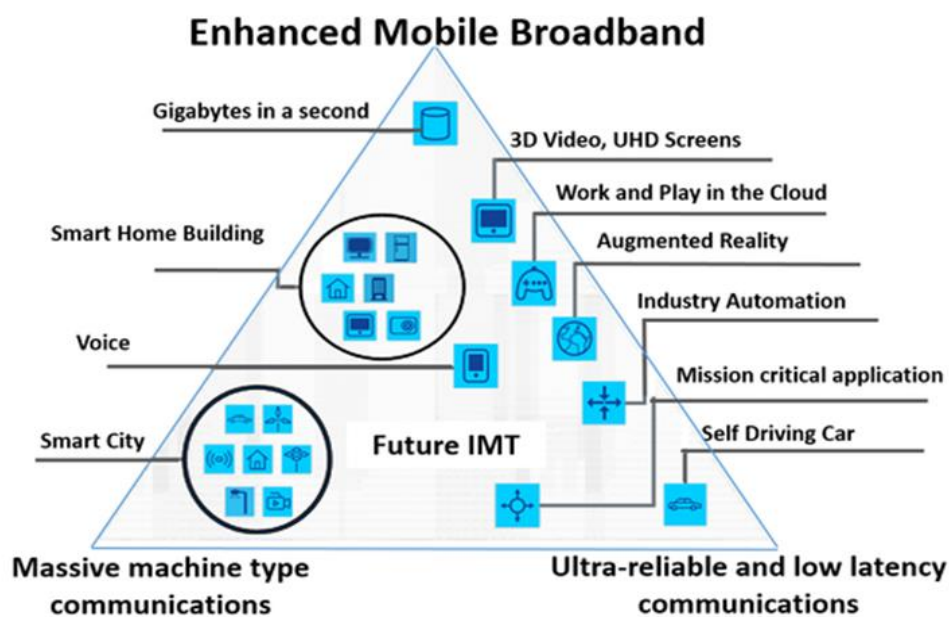 Enhanced Mobile Broadband
Gigabytes in a second
3D Video, UHD Screens
Work and Play in the Cloud
Smart Home Building
Augmented Reality
Industry Automation
Voice
Mission critical application
Smart City
Future IMT
Self Driving Car
Massive machine type
communications
Ultra-reliable and low latency
communications